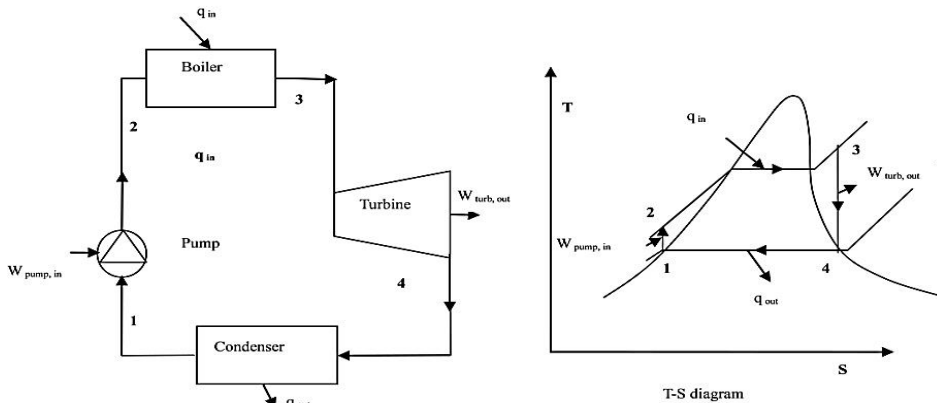 q in
Boiler
3
2
q in
Turbine
W turb, out
Pump
W pump, in
4
1
Condenser
T
q in
3
W turb, out
2
W pump, in
1
4
q out
S
T-S diagram